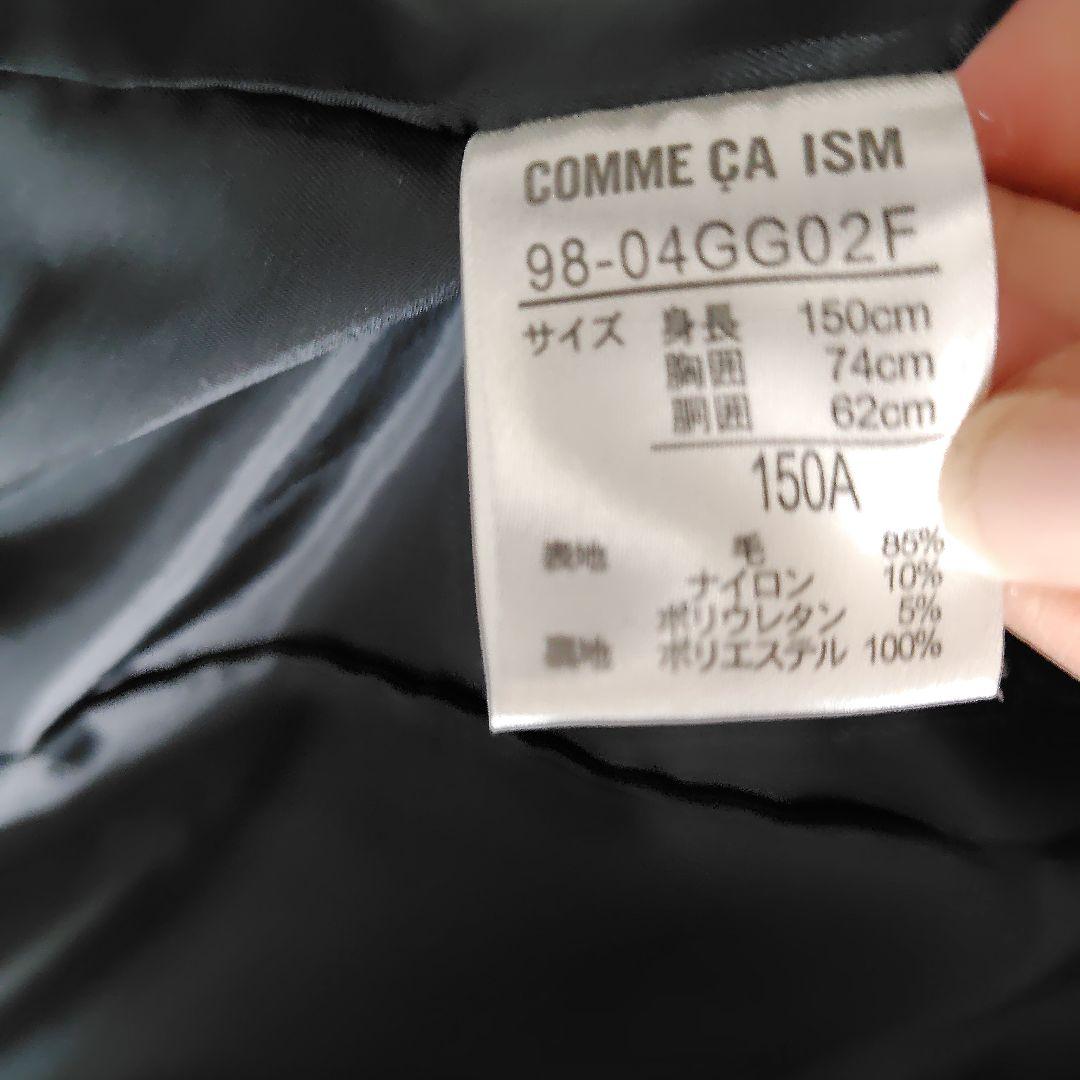 COMME ÇA ISM
98-04GG02F
サイズ 身長 150cm
胸囲 74cm
胴囲 62cm
150A
表地 毛 85%
ナイロン 10%
ポリウレタン 5%
裏地 ポリエステル 100%